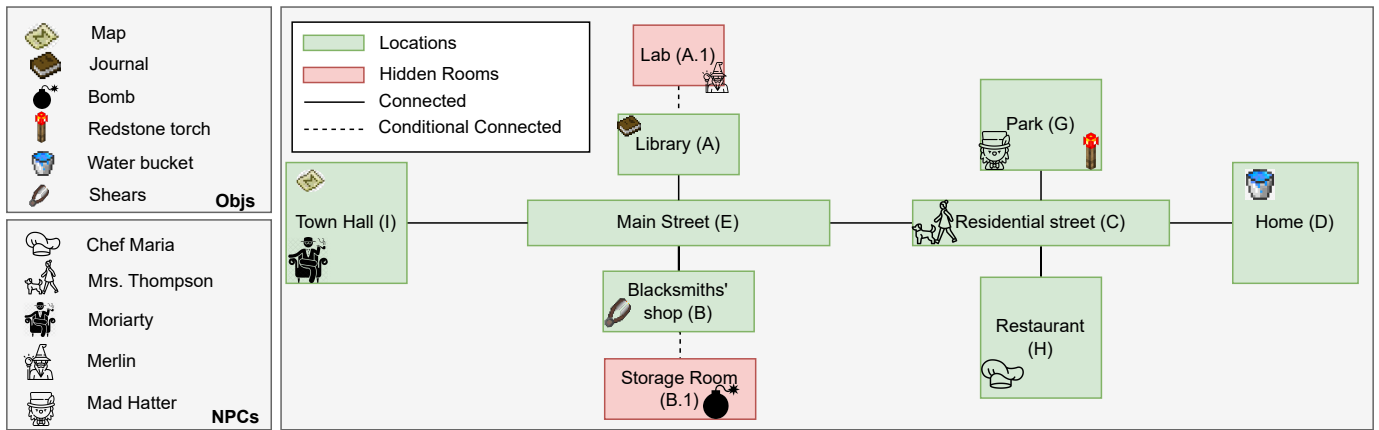 Map
Journal
Bomb
Redstone torch
Water bucket
Shears
Objs
Chef Maria
Mrs. Thompson
Moriarty
Merlin
Mad Hatter
NPCs
Locations
Hidden Rooms
Connected
Conditional Connected
Lab (A.1)
Library (A)
Town Hall (I)
Main Street (E)
Blacksmiths'
shop (B)
Storage Room
(B.1)
Park (G)
Residential street (C)
Home (D)
Restaurant
(H)